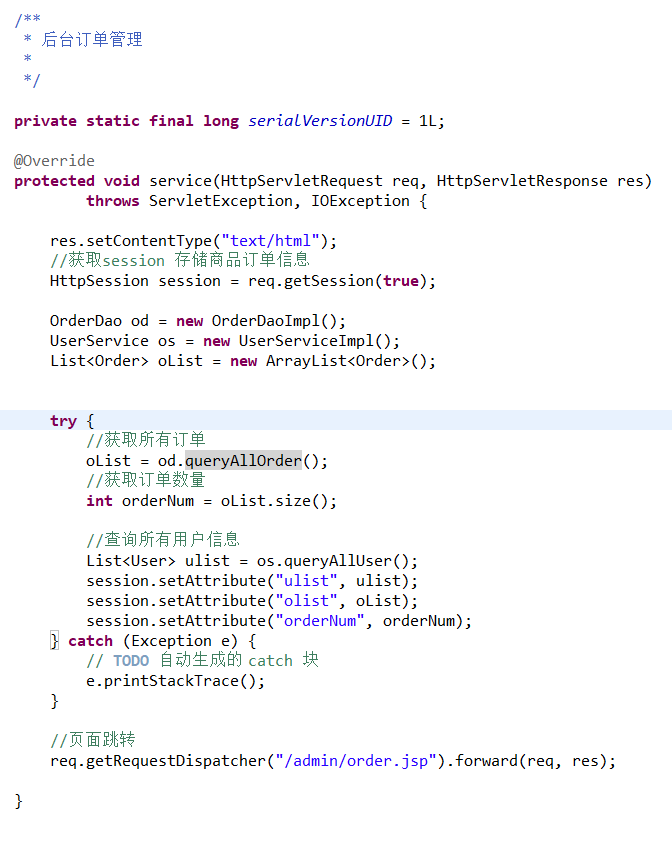 /**
 * 后台订单管理
 *
 */

private static final long serialVersionUID = 1L;

@Override
protected void service(HttpServletRequest req, HttpServletResponse res)
        throws ServletException, IOException {

    res.setContentType("text/html");
    //获取session 存储商品订单信息
    HttpSession session = req.getSession(true);

    OrderDao od = new OrderDaoImpl();
    UserService os = new UserServiceImpl();
    List<Order> oList = new ArrayList<Order>();


    try {
        //获取所有订单
        oList = od.queryAllOrder();
        //获取订单数量
        int orderNum = oList.size();

        //查询所有用户信息
        List<User> ulist = os.queryAllUser();
        session.setAttribute("ulist", ulist);
        session.setAttribute("olist", oList);
        session.setAttribute("orderNum", orderNum);
    } catch (Exception e) {
        // TODO 自动生成的 catch 块
        e.printStackTrace();
    }

    //页面跳转
    req.getRequestDispatcher("/admin/order.jsp").forward(req, res);

}